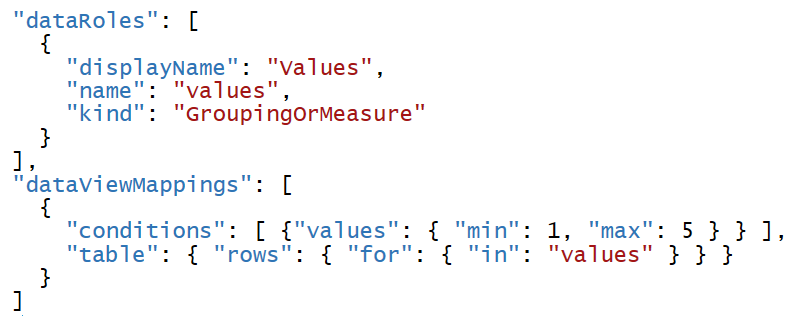 "dataRoles": [
  {
    "displayName": "Values",
    "name": "values",
    "kind": "GroupingOrMeasure"
  }
],
"dataViewMappings": [
  {
    "conditions": [ {"values": { "min": 1, "max": 5 } } ],
    "table": { "rows": { "for": { "in": "values" } } }
  }
]